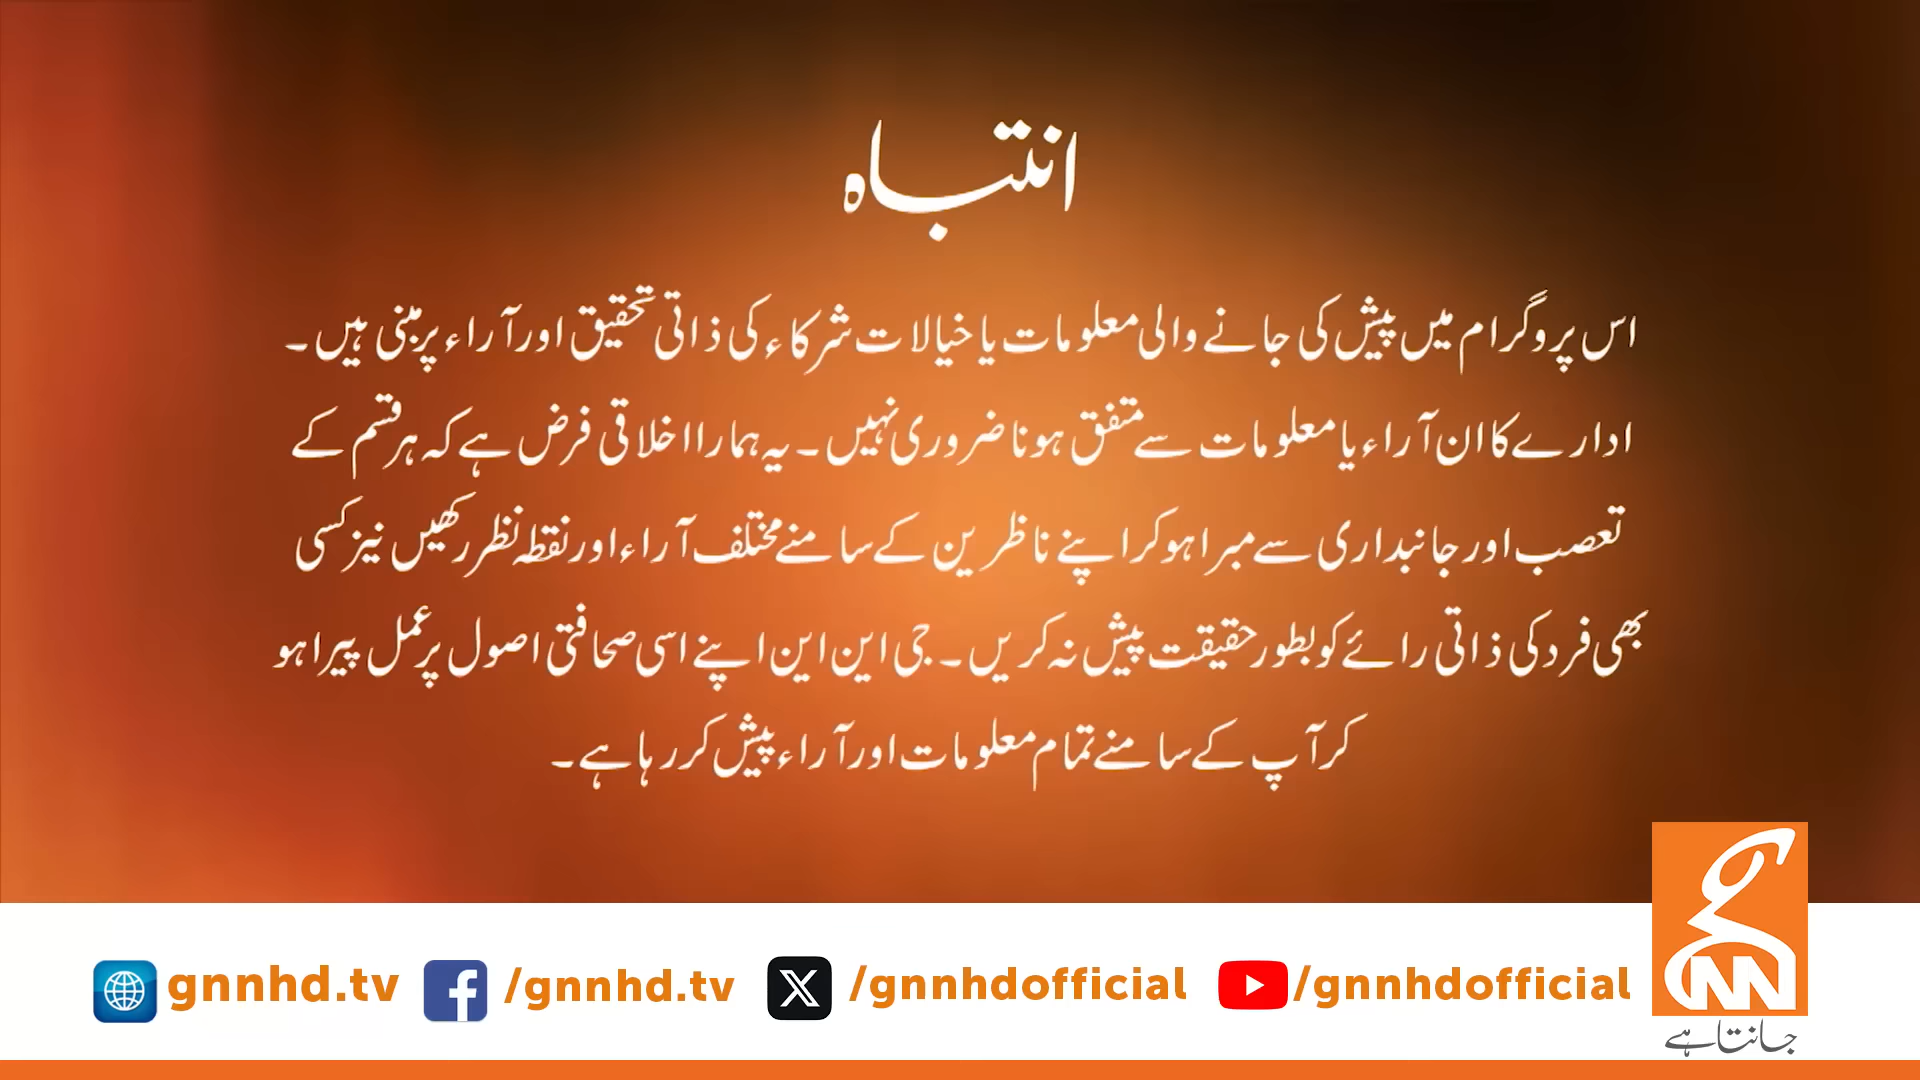 انتباہ
اس پروگرام میں پیش کی جانے والی معلومات یا خیالات شرکاء کی ذاتی تحقیق اور آراء پر مبنی ہیں۔
ادارے کا ان آراء یا معلومات سے متفق ہونا ضروری نہیں۔ یہ ہمارا اخلاقی فرض ہے کہ ہر قسم کے
تعصب اور جانبداری سے مبرا ہو کر اپنے ناظرین کے سامنے مختلف آراء اور نقطہ نظر رکھیں نیز کسی
بھی فرد کی ذاتی رائے کو بطور حقیقت پیش نہ کریں۔ جی این این اپنے اسی صحافتی اصول پر عمل پیرا ہو
کر آپ کے سامنے تمام معلومات اور آراء پیش کر رہا ہے۔
gnnhd.tv /gnnhd.tv /gnnhdofficial /gnnhdofficial
GNN
جانتا ہے